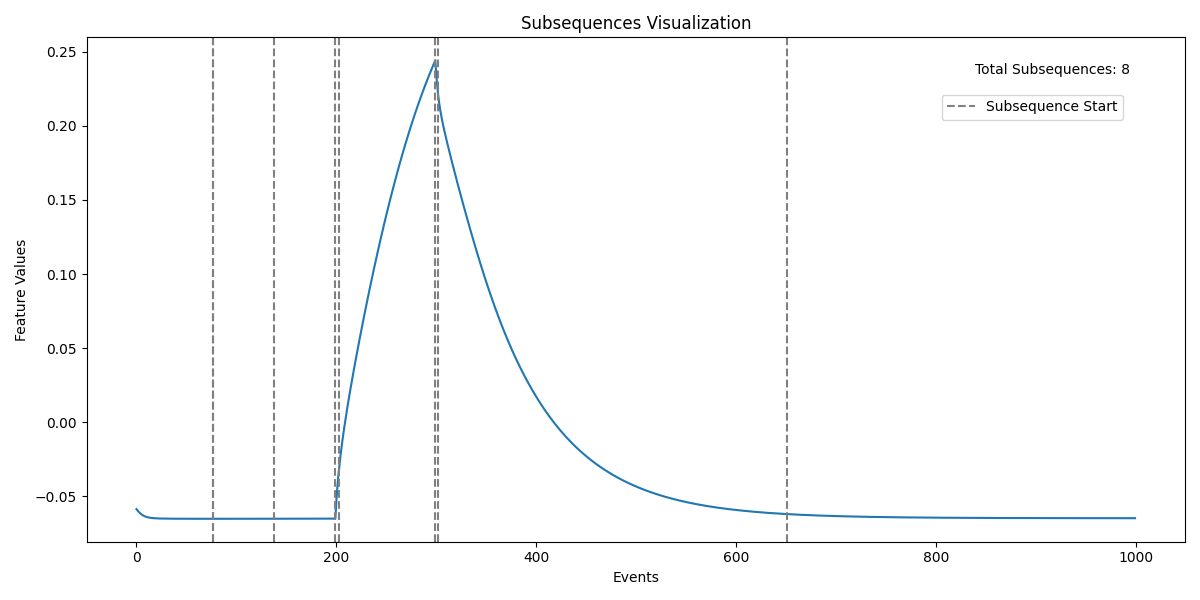 Subsequences Visualization
Total Subsequences: 8
Subsequence Start
Feature Values
0.25
0.20
0.15
0.10
0.05
0.00
−0.05
0
200
400
600
800
1000
Events